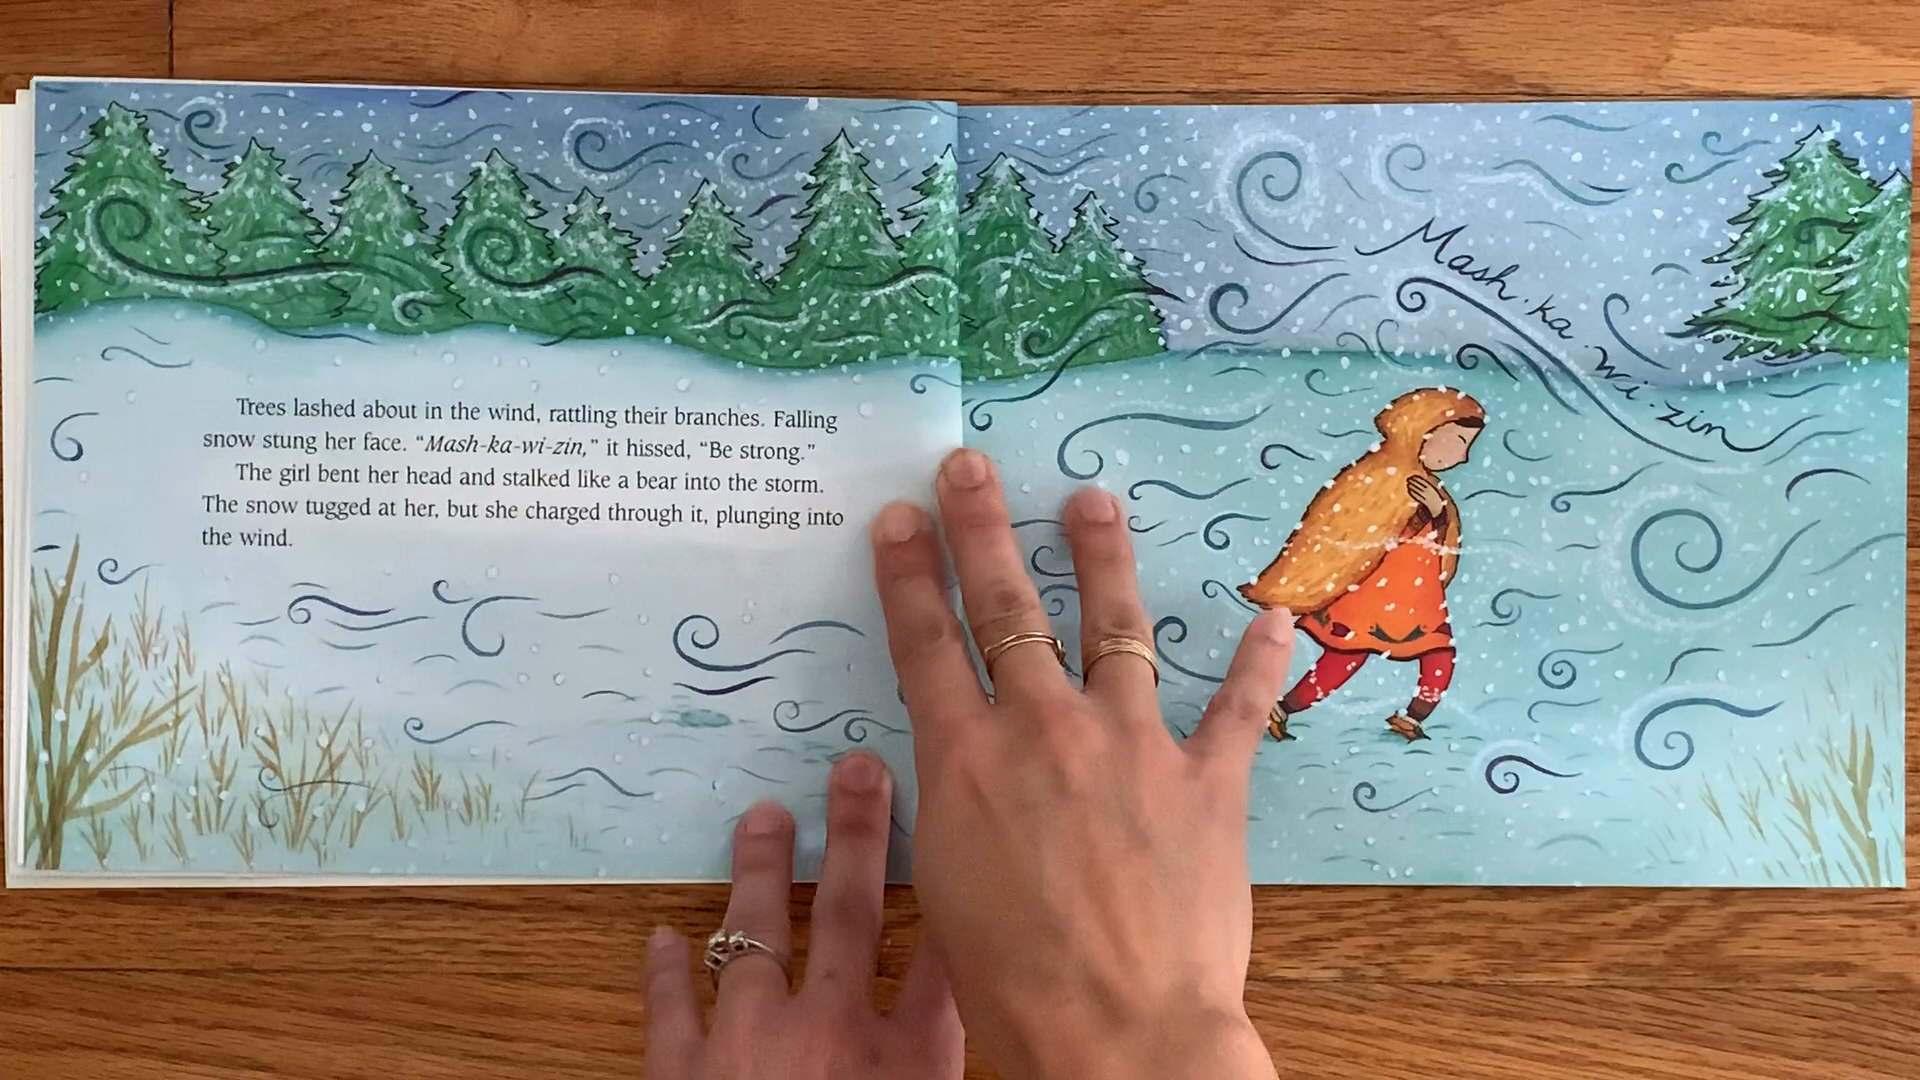 Trees lashed about in the wind, rattling their branches. Falling
snow stung her face. “Mash-ka-wi-zin,” it hissed, “Be strong.”
The girl bent her head and stalked like a bear into the storm.
The snow tugged at her, but she charged through it, plunging into
the wind.
Mash·ka·wi·zin